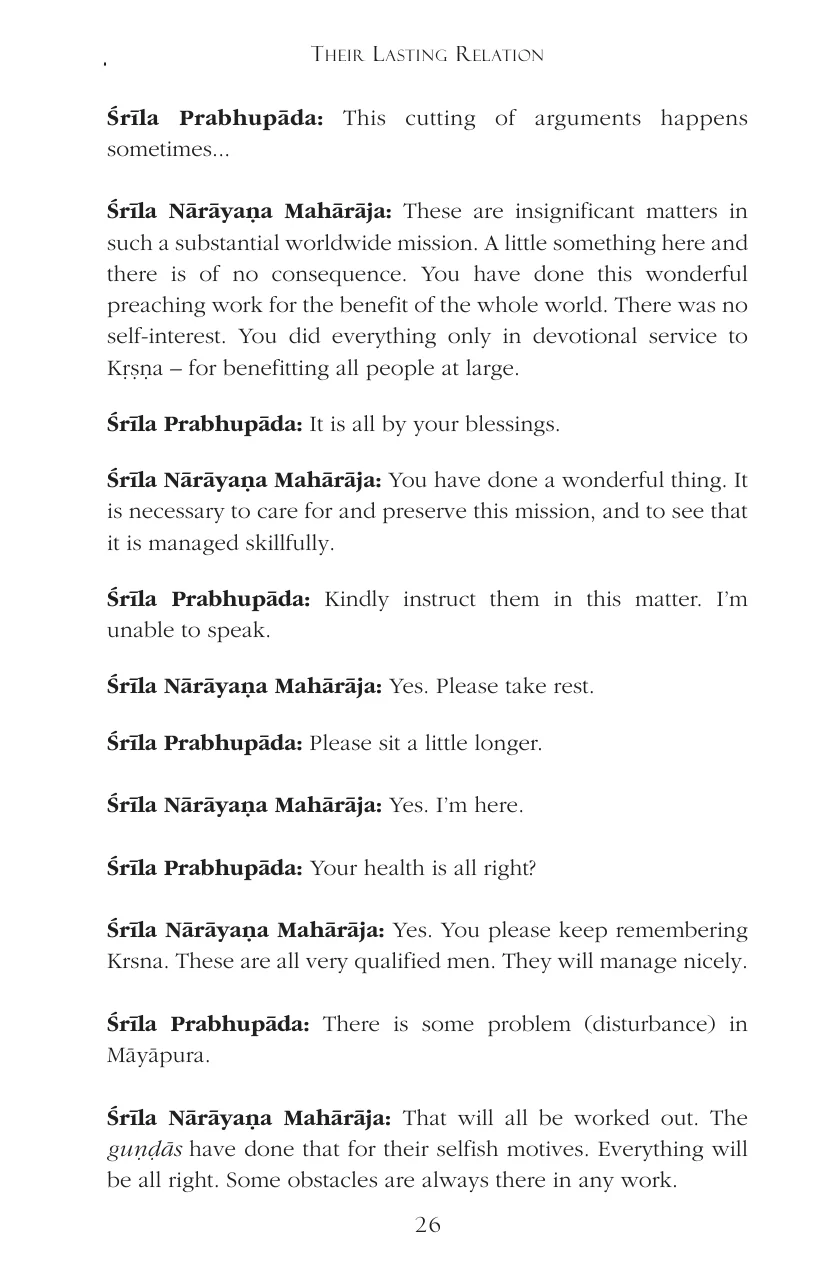 THEIR LASTING RELATION
Śrīla Prabhupāda: This cutting of arguments happens
sometimes...
Śrīla Nārāyaṇa Mahārāja: These are insignificant matters in
such a substantial worldwide mission. A little something here and
there is of no consequence. You have done this wonderful
preaching work for the benefit of the whole world. There was no
self-interest. You did everything only in devotional service to
Kṛṣṇa – for benefitting all people at large.
Śrīla Prabhupāda: It is all by your blessings.
Śrīla Nārāyaṇa Mahārāja: You have done a wonderful thing. It
is necessary to care for and preserve this mission, and to see that
it is managed skillfully.
Śrīla Prabhupāda: Kindly instruct them in this matter. I’m
unable to speak.
Śrīla Nārāyaṇa Mahārāja: Yes. Please take rest.
Śrīla Prabhupāda: Please sit a little longer.
Śrīla Nārāyaṇa Mahārāja: Yes. I’m here.
Śrīla Prabhupāda: Your health is all right?
Śrīla Nārāyaṇa Mahārāja: Yes. You please keep remembering
Krsna. These are all very qualified men. They will manage nicely.
Śrīla Prabhupāda: There is some problem (disturbance) in
Māyāpura.
Śrīla Nārāyaṇa Mahārāja: That will all be worked out. The
guṇḍās have done that for their selfish motives. Everything will
be all right. Some obstacles are always there in any work.
26